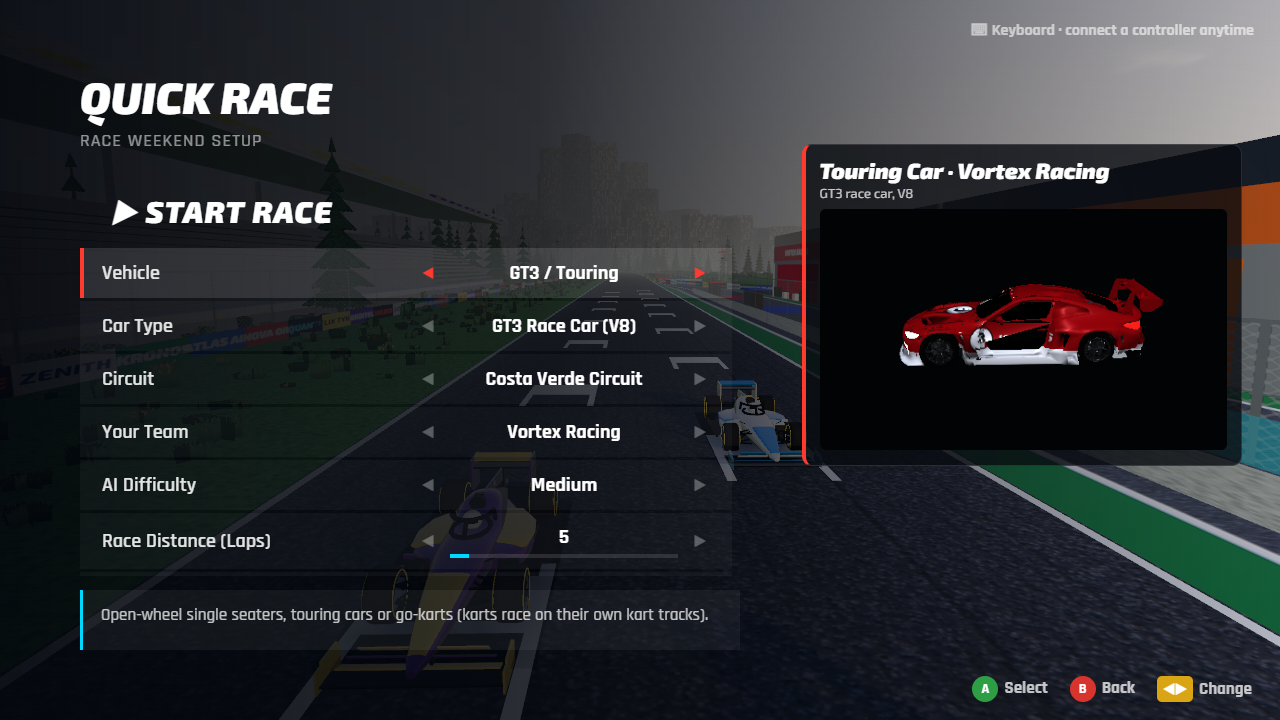 Keyboard · connect a controller anytime
QUICK RACE
RACE WEEKEND SETUP
START RACE
Vehicle GT3 / Touring
Car Type GT3 Race Car (V8)
Circuit Costa Verde Circuit
Your Team Vortex Racing
AI Difficulty Medium
Race Distance (Laps) 5
Open-wheel single seaters, touring cars or go-karts (karts race on their own kart tracks).
Touring Car · Vortex Racing
GT3 race car, V8
ZENITH
A Select B Back Change